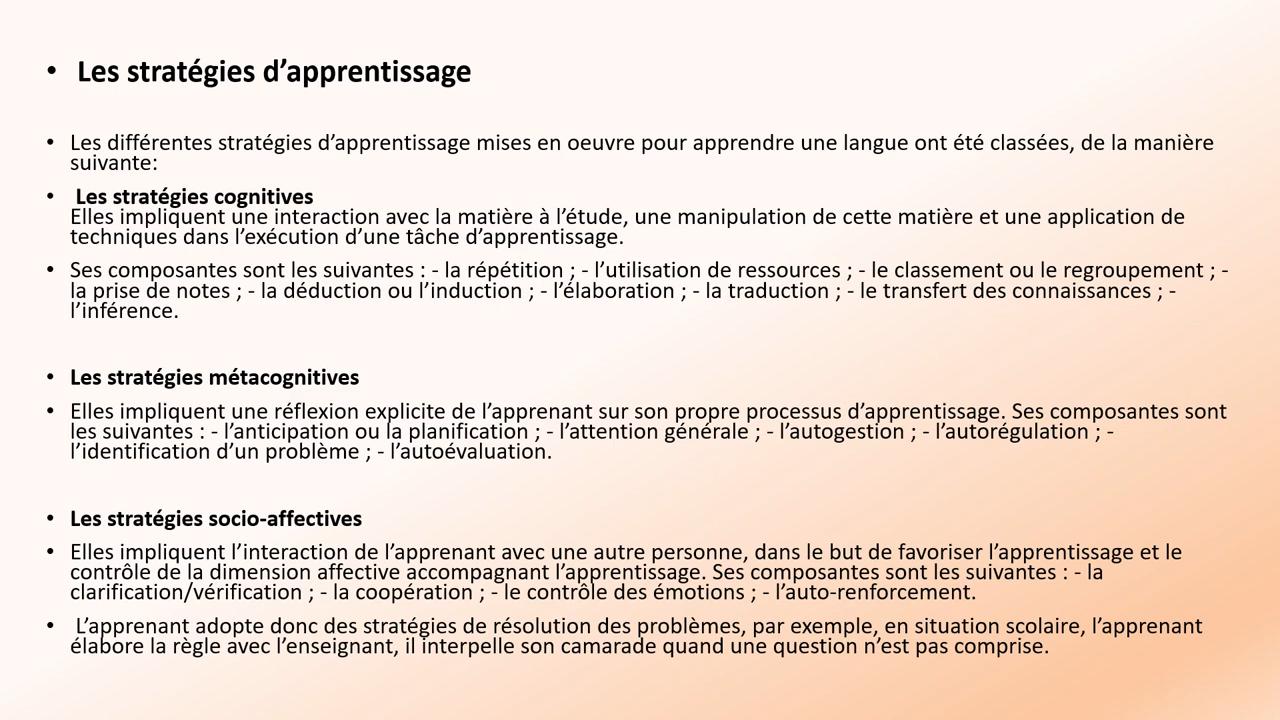 • Les stratégies d’apprentissage
• Les différentes stratégies d’apprentissage mises en oeuvre pour apprendre une langue ont été classées, de la manière
suivante:
• Les stratégies cognitives
Elles impliquent une interaction avec la matière à l’étude, une manipulation de cette matière et une application de
techniques dans l’exécution d’une tâche d’apprentissage.
• Ses composantes sont les suivantes : - la répétition ; - l’utilisation de ressources ; - le classement ou le regroupement ; -
la prise de notes ; - la déduction ou l’induction ; - l’élaboration ; - la traduction ; - le transfert des connaissances ; -
l’inférence.
• Les stratégies métacognitives
• Elles impliquent une réflexion explicite de l’apprenant sur son propre processus d’apprentissage. Ses composantes sont
les suivantes : - l’anticipation ou la planification ; - l’attention générale ; - l’autogestion ; - l’autorégulation ; -
l’identification d’un problème ; - l’autoévaluation.
• Les stratégies socio-affectives
• Elles impliquent l’interaction de l’apprenant avec une autre personne, dans le but de favoriser l’apprentissage et le
contrôle de la dimension affective accompagnant l’apprentissage. Ses composantes sont les suivantes : - la
clarification/vérification ; - la coopération ; - le contrôle des émotions ; - l’auto-renforcement.
• L’apprenant adopte donc des stratégies de résolution des problèmes, par exemple, en situation scolaire, l’apprenant
élabore la règle avec l’enseignant, il interpelle son camarade quand une question n’est pas comprise.